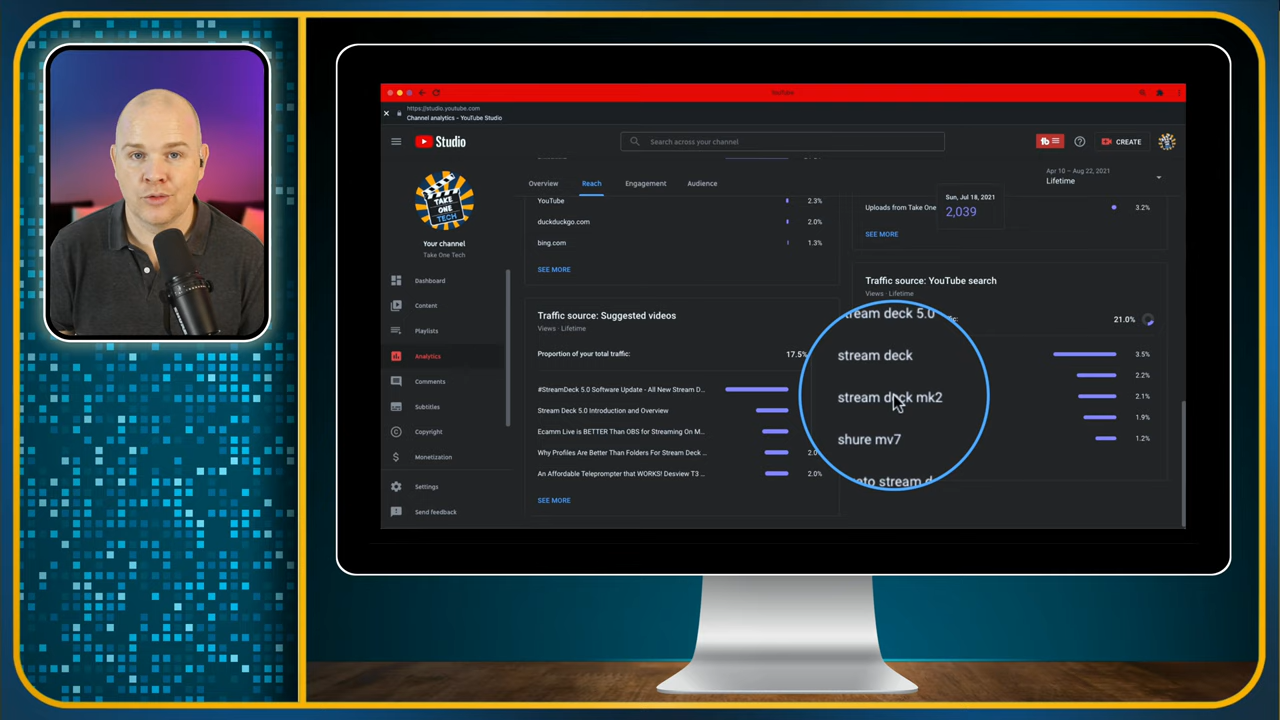 YouTube
https://studio.youtube.com
Channel analytics - YouTube Studio
Studio
Search across your channel
CREATE
TAKE ONE TECH
Your channel
Take One Tech
Dashboard
Content
Playlists
Analytics
Comments
Subtitles
Copyright
Monetization
Settings
Send feedback
Overview
Reach
Engagement
Audience
Apr 10 – Aug 22, 2021
Lifetime
YouTube 2.3%
duckduckgo.com 2.0%
bing.com 1.3%
SEE MORE
Traffic source: Suggested videos
Views · Lifetime
Proportion of your total traffic: 17.5%
#StreamDeck 5.0 Software Update - All New Stream D...
Stream Deck 5.0 Introduction and Overview
Ecamm Live is BETTER Than OBS for Streaming On M...
Why Profiles Are Better Than Folders For Stream Deck ... 2.0
An Affordable Teleprompter that WORKS! Desview T3 ... 2.0%
SEE MORE
Sun, Jul 18, 2021
2,039
Uploads from Take One 3.2%
SEE MORE
Traffic source: YouTube search
Views · Lifetime
21.0%
stream deck 5.0
stream deck 3.5%
2.2%
stream deck mk2 2.1%
1.9%
shure mv7 1.2%